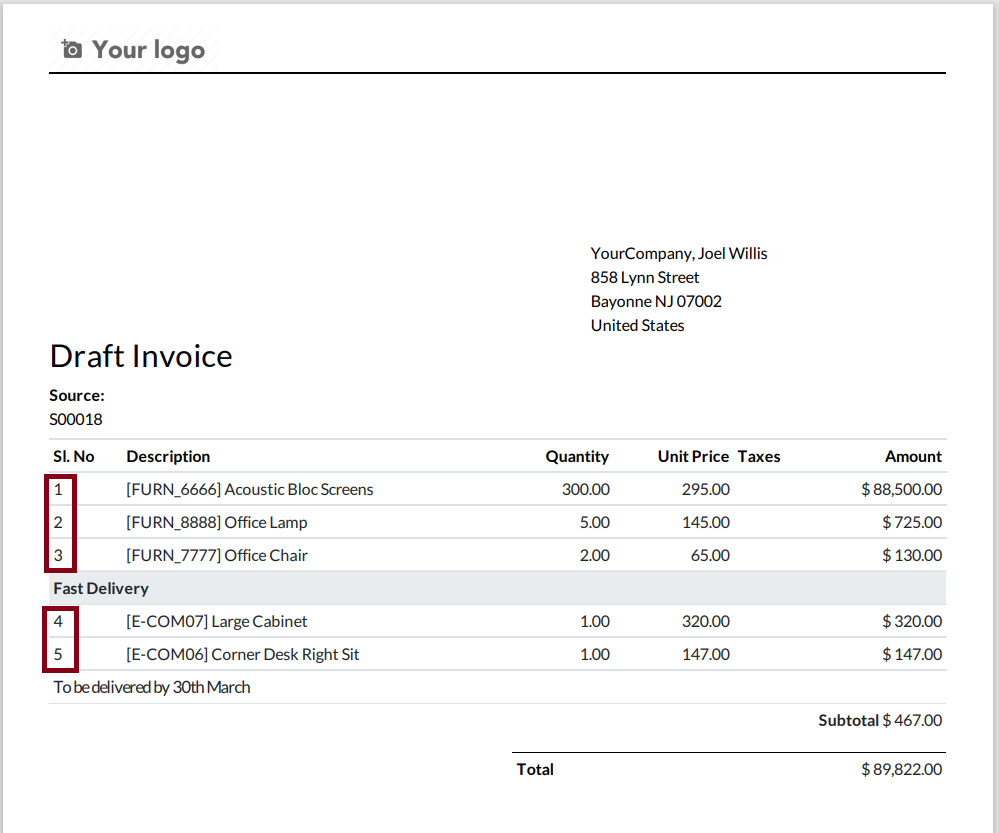 Your logo
YourCompany, Joel Willis
858 Lynn Street
Bayonne NJ 07002
United States
Draft Invoice
Source:
S00018
Sl. No Description Quantity Unit Price Taxes Amount
1 [FURN_6666] Acoustic Bloc Screens 300.00 295.00 $ 88,500.00
2 [FURN_8888] Office Lamp 5.00 145.00 $ 725.00
3 [FURN_7777] Office Chair 2.00 65.00 $ 130.00
Fast Delivery
4 [E-COM07] Large Cabinet 1.00 320.00 $ 320.00
5 [E-COM06] Corner Desk Right Sit 1.00 147.00 $ 147.00
To be delivered by 30th March
Subtotal $ 467.00
Total $ 89,822.00